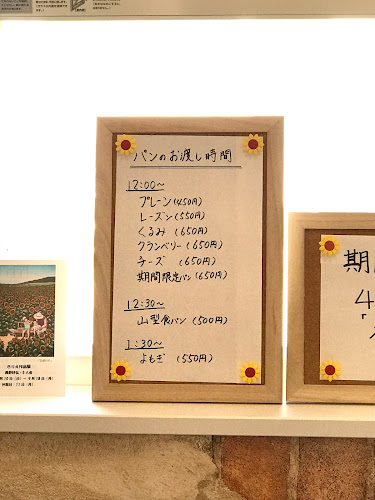 パンのお渡し時間
12:00~
プレーン(450円)
レーズン(550円)
くるみ(650円)
クランベリー(650円)
チーズ(650円)
期間限定パン(650円)
12:30~
山型食パン(500円)
1:30~
よもぎ(550円)
期
4